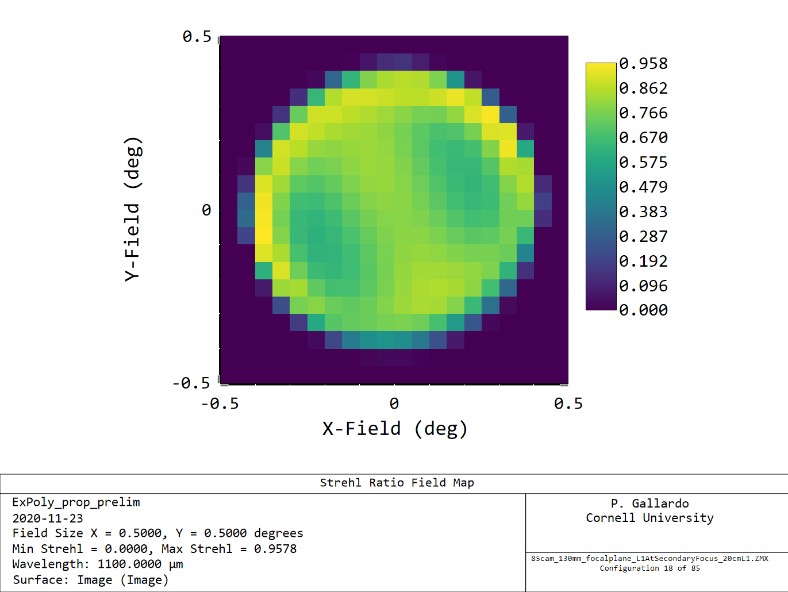 0.5
0
-0.5
Y-Field (deg)
-0.5 0 0.5
X-Field (deg)
0.958
0.862
0.766
0.670
0.575
0.479
0.383
0.287
0.192
0.096
0.000
Strehl Ratio Field Map
ExPoly_prop_prelim
2020-11-23
Field Size X = 0.5000, Y = 0.5000 degrees
Min Strehl = 0.0000, Max Strehl = 0.9578
Wavelength: 1100.0000 µm
Surface: Image (Image)
P. Gallardo
Cornell University
85cam_130mm_focalplane_L1AtSecondaryFocus_20cmL1.ZMX
Configuration 18 of 85